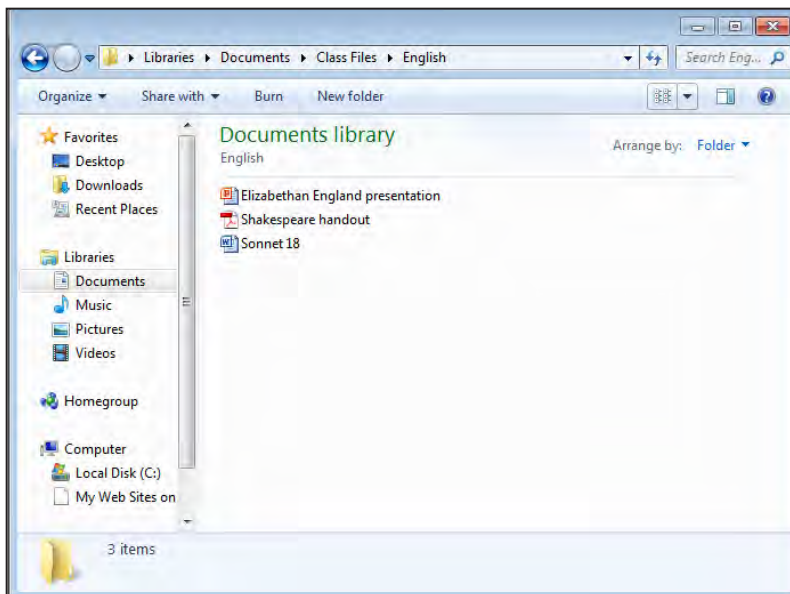 Libraries ▸ Documents ▸ Class Files ▸ English
Search Eng...
Organize Share with Burn New folder
Favorites
Desktop
Downloads
Recent Places
Libraries
Documents
Music
Pictures
Videos
Homegroup
Computer
Local Disk (C:)
My Web Sites on
Documents library
English
Arrange by: Folder
Elizabethan England presentation
Shakespeare handout
Sonnet 18
3 items